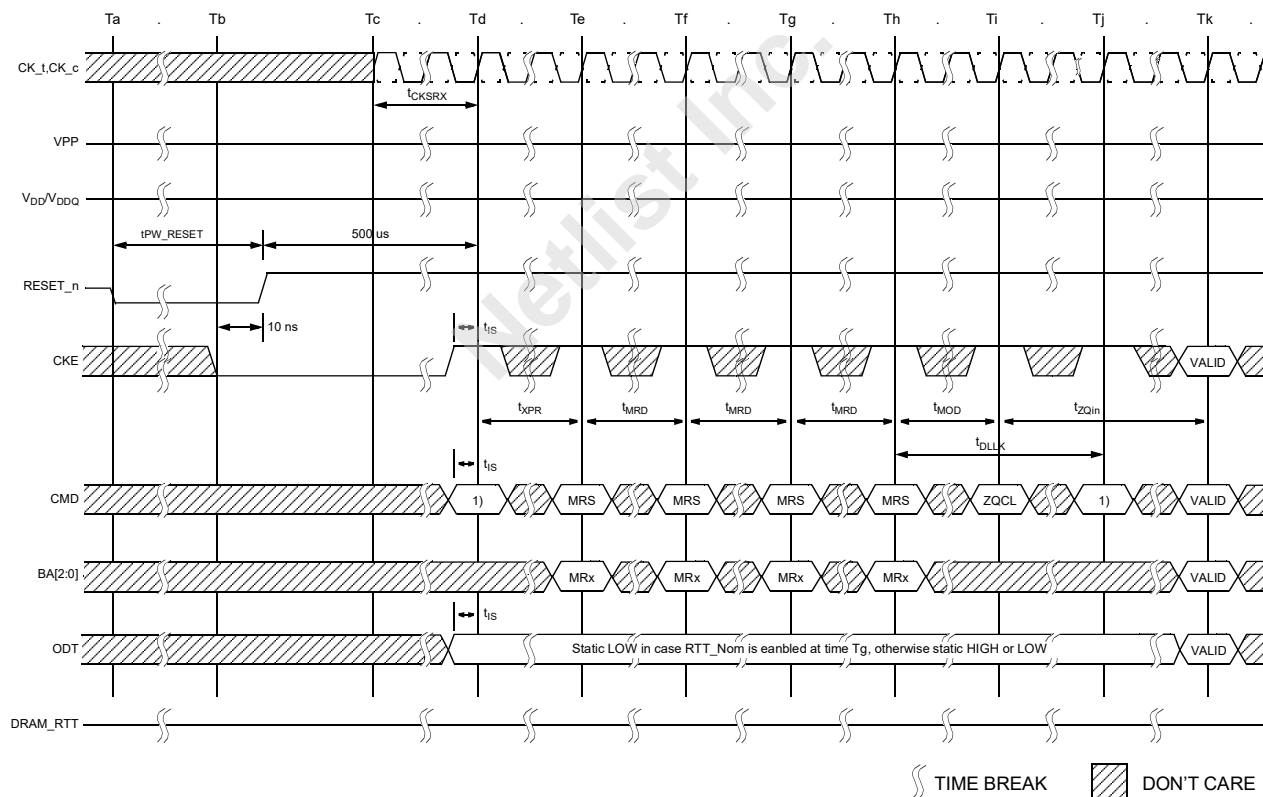 Ta . Tb Tc . Td . Te . Tf . Tg . Th . Ti . Tj . Tk .
CK_t,CK_c
tCKSRX
VPP
VDD/VDDQ
tPW_RESET 500 us
RESET_n
10 ns tIS
CKE VALID
tXPR tMRD tMRD tMRD tMOD tZQin
tDLLK
tIS
CMD 1) MRS MRS MRS MRS ZQCL 1) VALID
BA[2:0] MRx MRx MRx MRx VALID
tIS
ODT Static LOW in case RTT_Nom is eanbled at time Tg, otherwise static HIGH or LOW VALID
DRAM_RTT
TIME BREAK DON'T CARE
Netlist Inc.